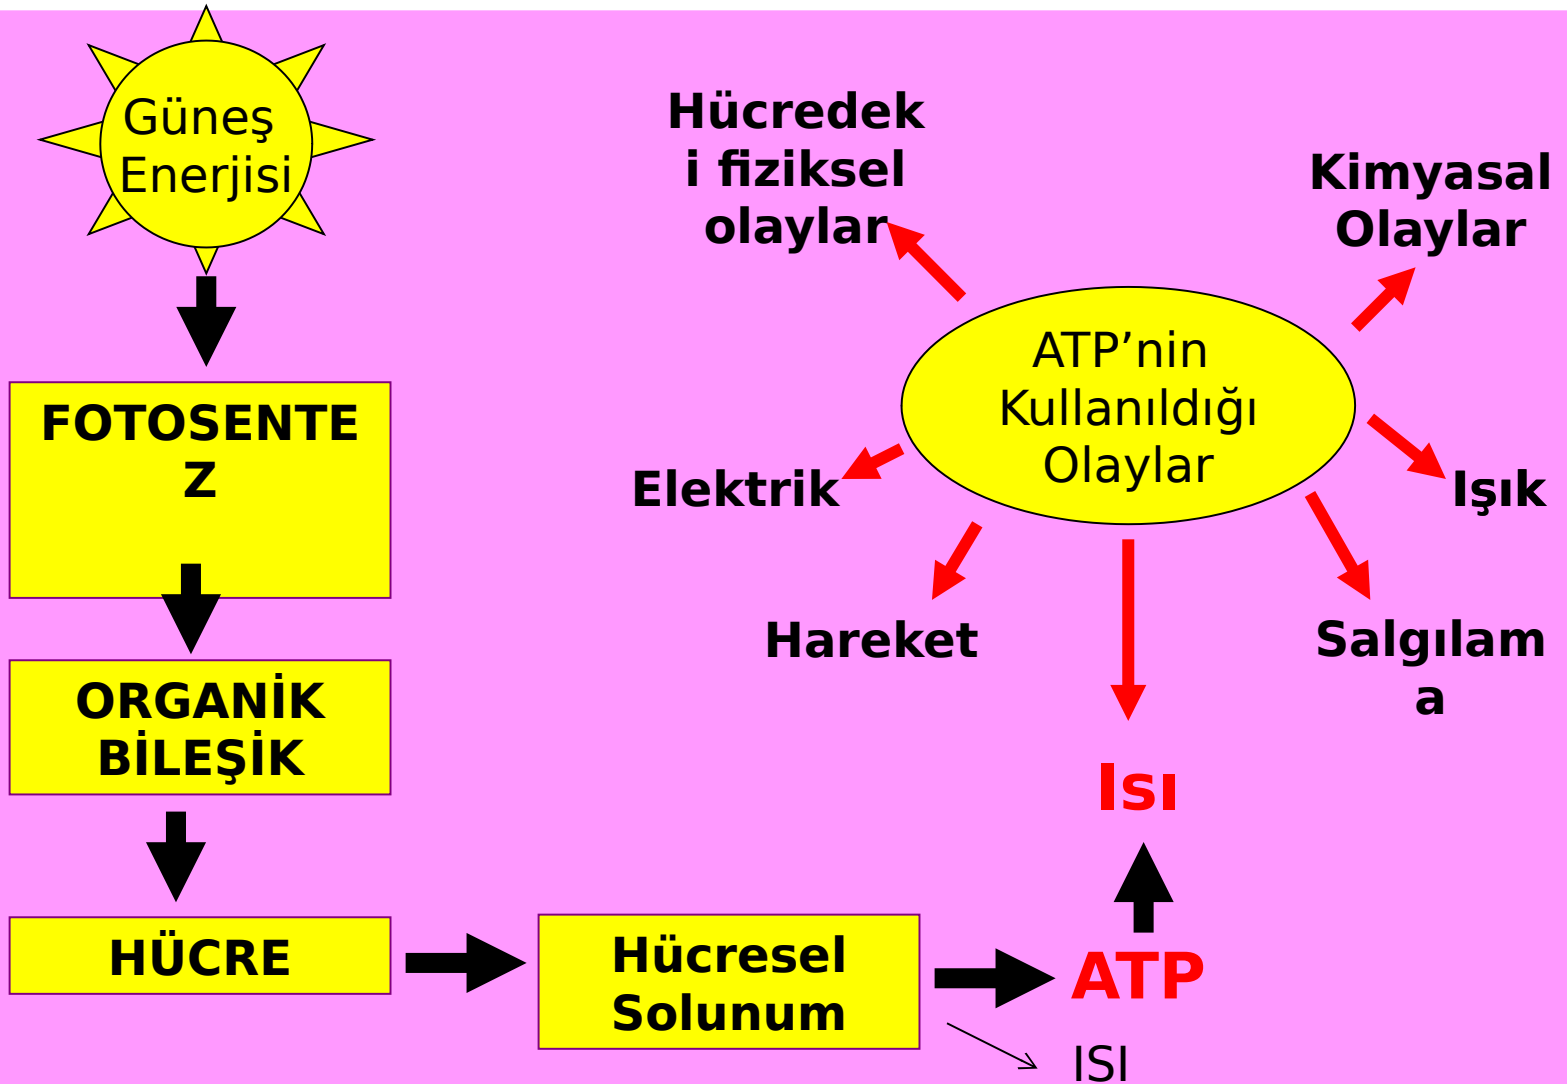 Güneş
Enerjisi
FOTOSENTE
Z
ORGANİK
BİLEŞİK
HÜCRE
Hücresel
Solunum
ATP
ISI
Isı
ATP’nin
Kullanıldığı
Olaylar
Hücredek
i fiziksel
olaylar
Kimyasal
Olaylar
Elektrik
Işık
Hareket
Salgılam
a